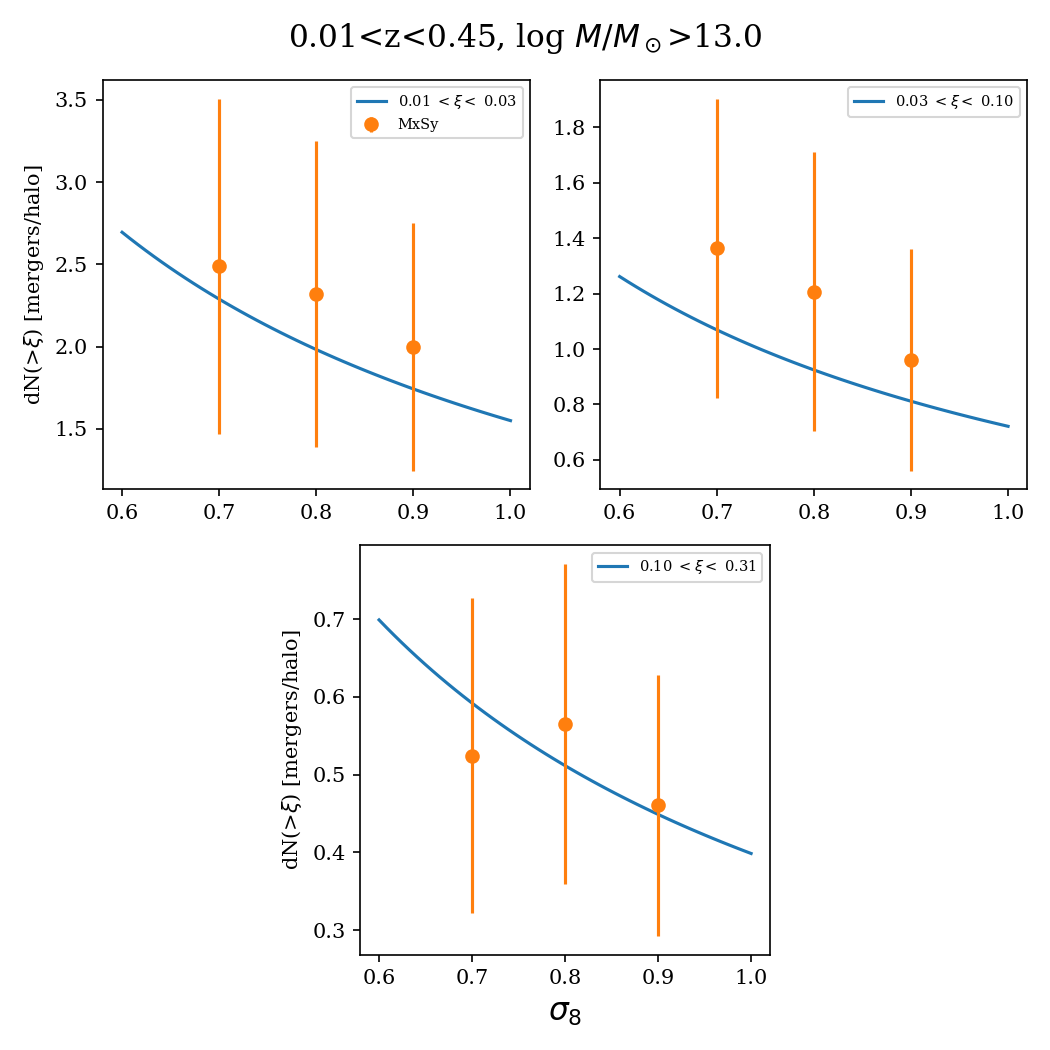 0.01<z<0.45, log M/M⊙>13.0
dN(>ξ) [mergers/halo]
3.5
3.0
2.5
2.0
1.5
0.01 <ξ< 0.03
MxSy
0.6 0.7 0.8 0.9 1.0
1.8
1.6
1.4
1.2
1.0
0.8
0.6
0.03 <ξ< 0.10
0.6 0.7 0.8 0.9 1.0
dN(>ξ) [mergers/halo]
0.7
0.6
0.5
0.4
0.3
0.10 <ξ< 0.31
0.6 0.7 0.8 0.9 1.0
σ₈